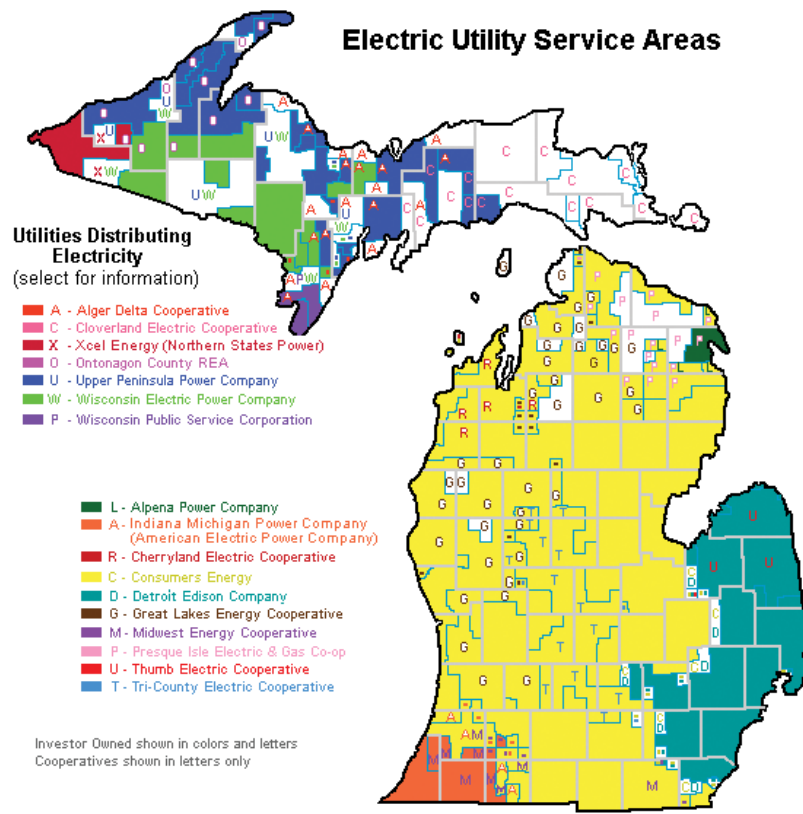 Electric Utility Service Areas
Utilities Distributing
Electricity
(select for information)
A - Alger Delta Cooperative
C - Cloverland Electric Cooperative
X - Xcel Energy (Northern States Power)
O - Ontonagon County REA
U - Upper Peninsula Power Company
W - Wisconsin Electric Power Company
P - Wisconsin Public Service Corporation
L - Alpena Power Company
A - Indiana Michigan Power Company
(American Electric Power Company)
R - Cherryland Electric Cooperative
C - Consumers Energy
D - Detroit Edison Company
G - Great Lakes Energy Cooperative
M - Midwest Energy Cooperative
P - Presque Isle Electric & Gas Co-op
U - Thumb Electric Cooperative
T - Tri-County Electric Cooperative
Investor Owned shown in colors and letters
Cooperatives shown in letters only